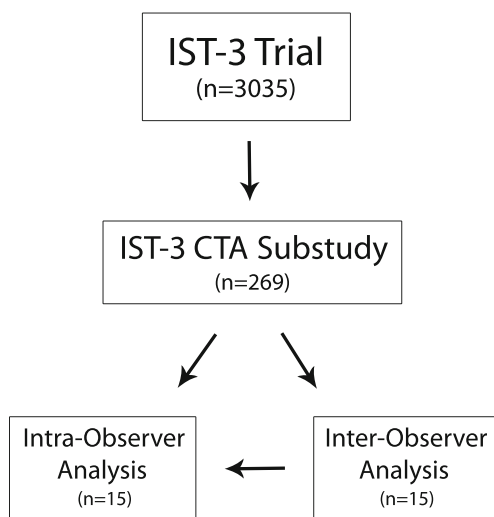 IST-3 Trial
(n=3035)
IST-3 CTA Substudy
(n=269)
Intra-Observer
Analysis
(n=15)
Inter-Observer
Analysis
(n=15)